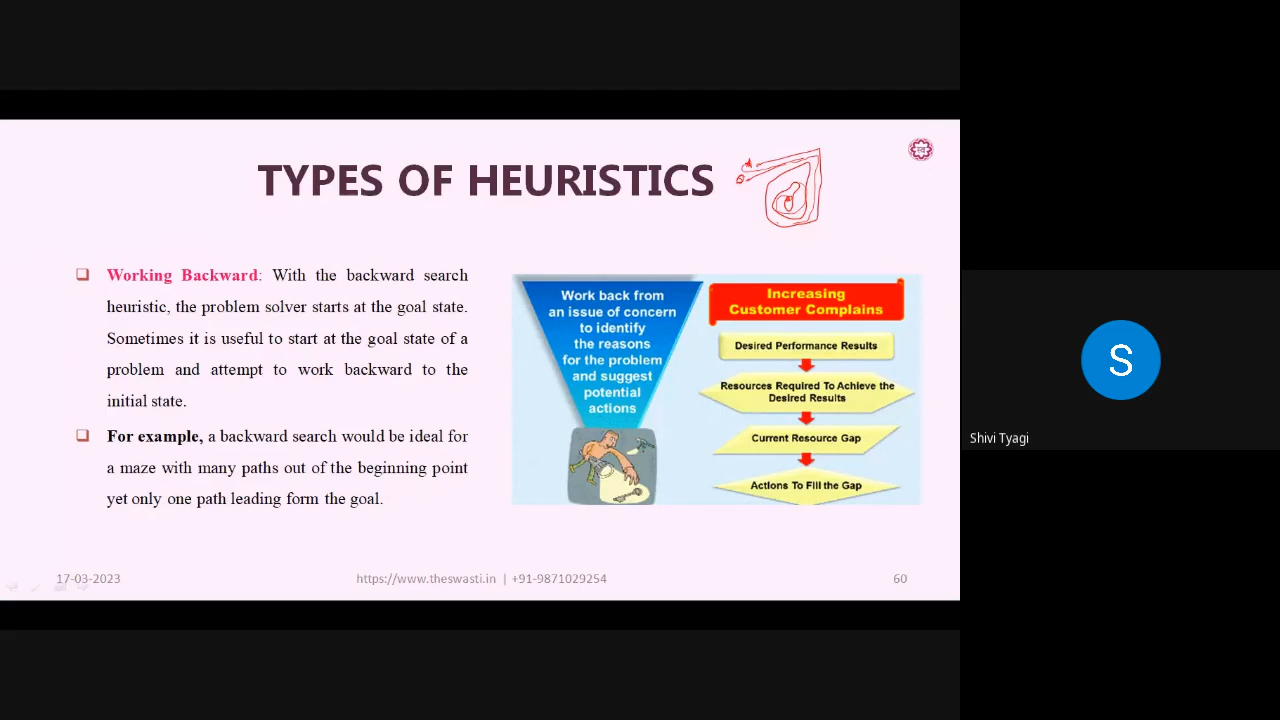 TYPES OF HEURISTICS
Working Backward: With the backward search
heuristic, the problem solver starts at the goal state.
Sometimes it is useful to start at the goal state of a
problem and attempt to work backward to the
initial state.
For example, a backward search would be ideal for
a maze with many paths out of the beginning point
yet only one path leading form the goal.
Work back from
an issue of concern
to identify
the reasons
for the problem
and suggest
potential
actions
Increasing
Customer Complains
Desired Performance Results
Resources Required To Achieve the
Desired Results
Current Resource Gap
Actions To Fill the Gap
17-03-2023
https://www.theswasti.in | +91-9871029254
60
S
Shivi Tyagi